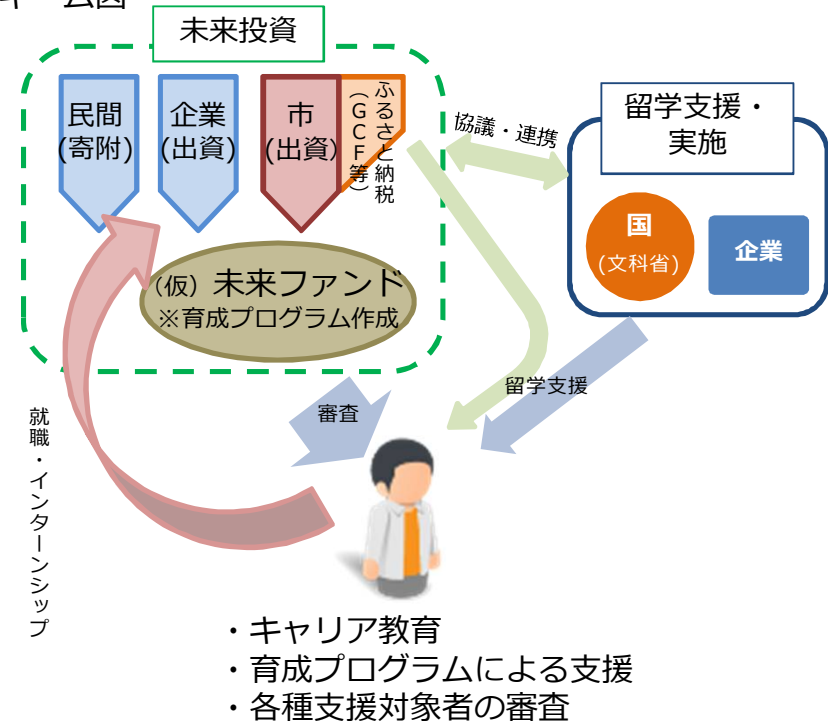 キーム図
未来投資
民間
(寄附)
企業
(出資)
市
(出資)
ふるさと納税
(GCF等)
協議・連携
留学支援・
実施
国
(文科省)
企業
(仮)未来ファンド
※育成プログラム作成
審査
留学支援
就職・インターンシップ
・キャリア教育
・育成プログラムによる支援
・各種支援対象者の審査